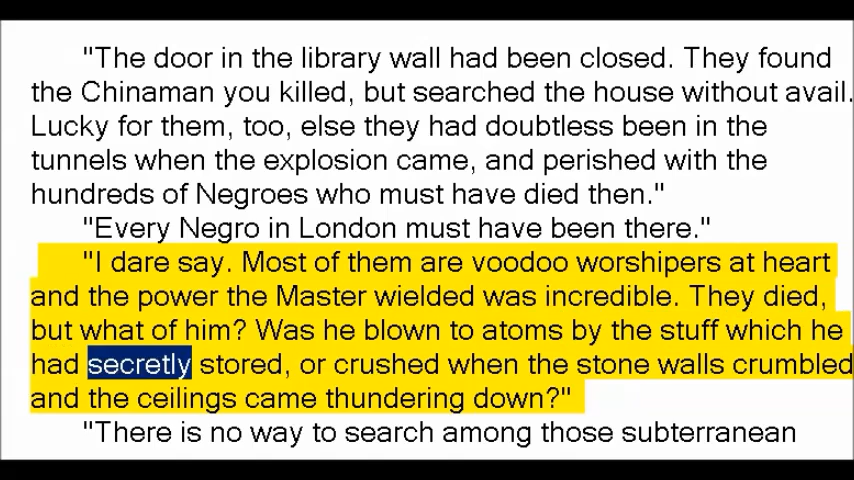 "The door in the library wall had been closed. They found
the Chinaman you killed, but searched the house without avail.
Lucky for them, too, else they had doubtless been in the
tunnels when the explosion came, and perished with the
hundreds of Negroes who must have died then."
"Every Negro in London must have been there."
"I dare say. Most of them are voodoo worshipers at heart
and the power the Master wielded was incredible. They died,
but what of him? Was he blown to atoms by the stuff which he
had secretly stored, or crushed when the stone walls crumbled
and the ceilings came thundering down?"
"There is no way to search among those subterranean